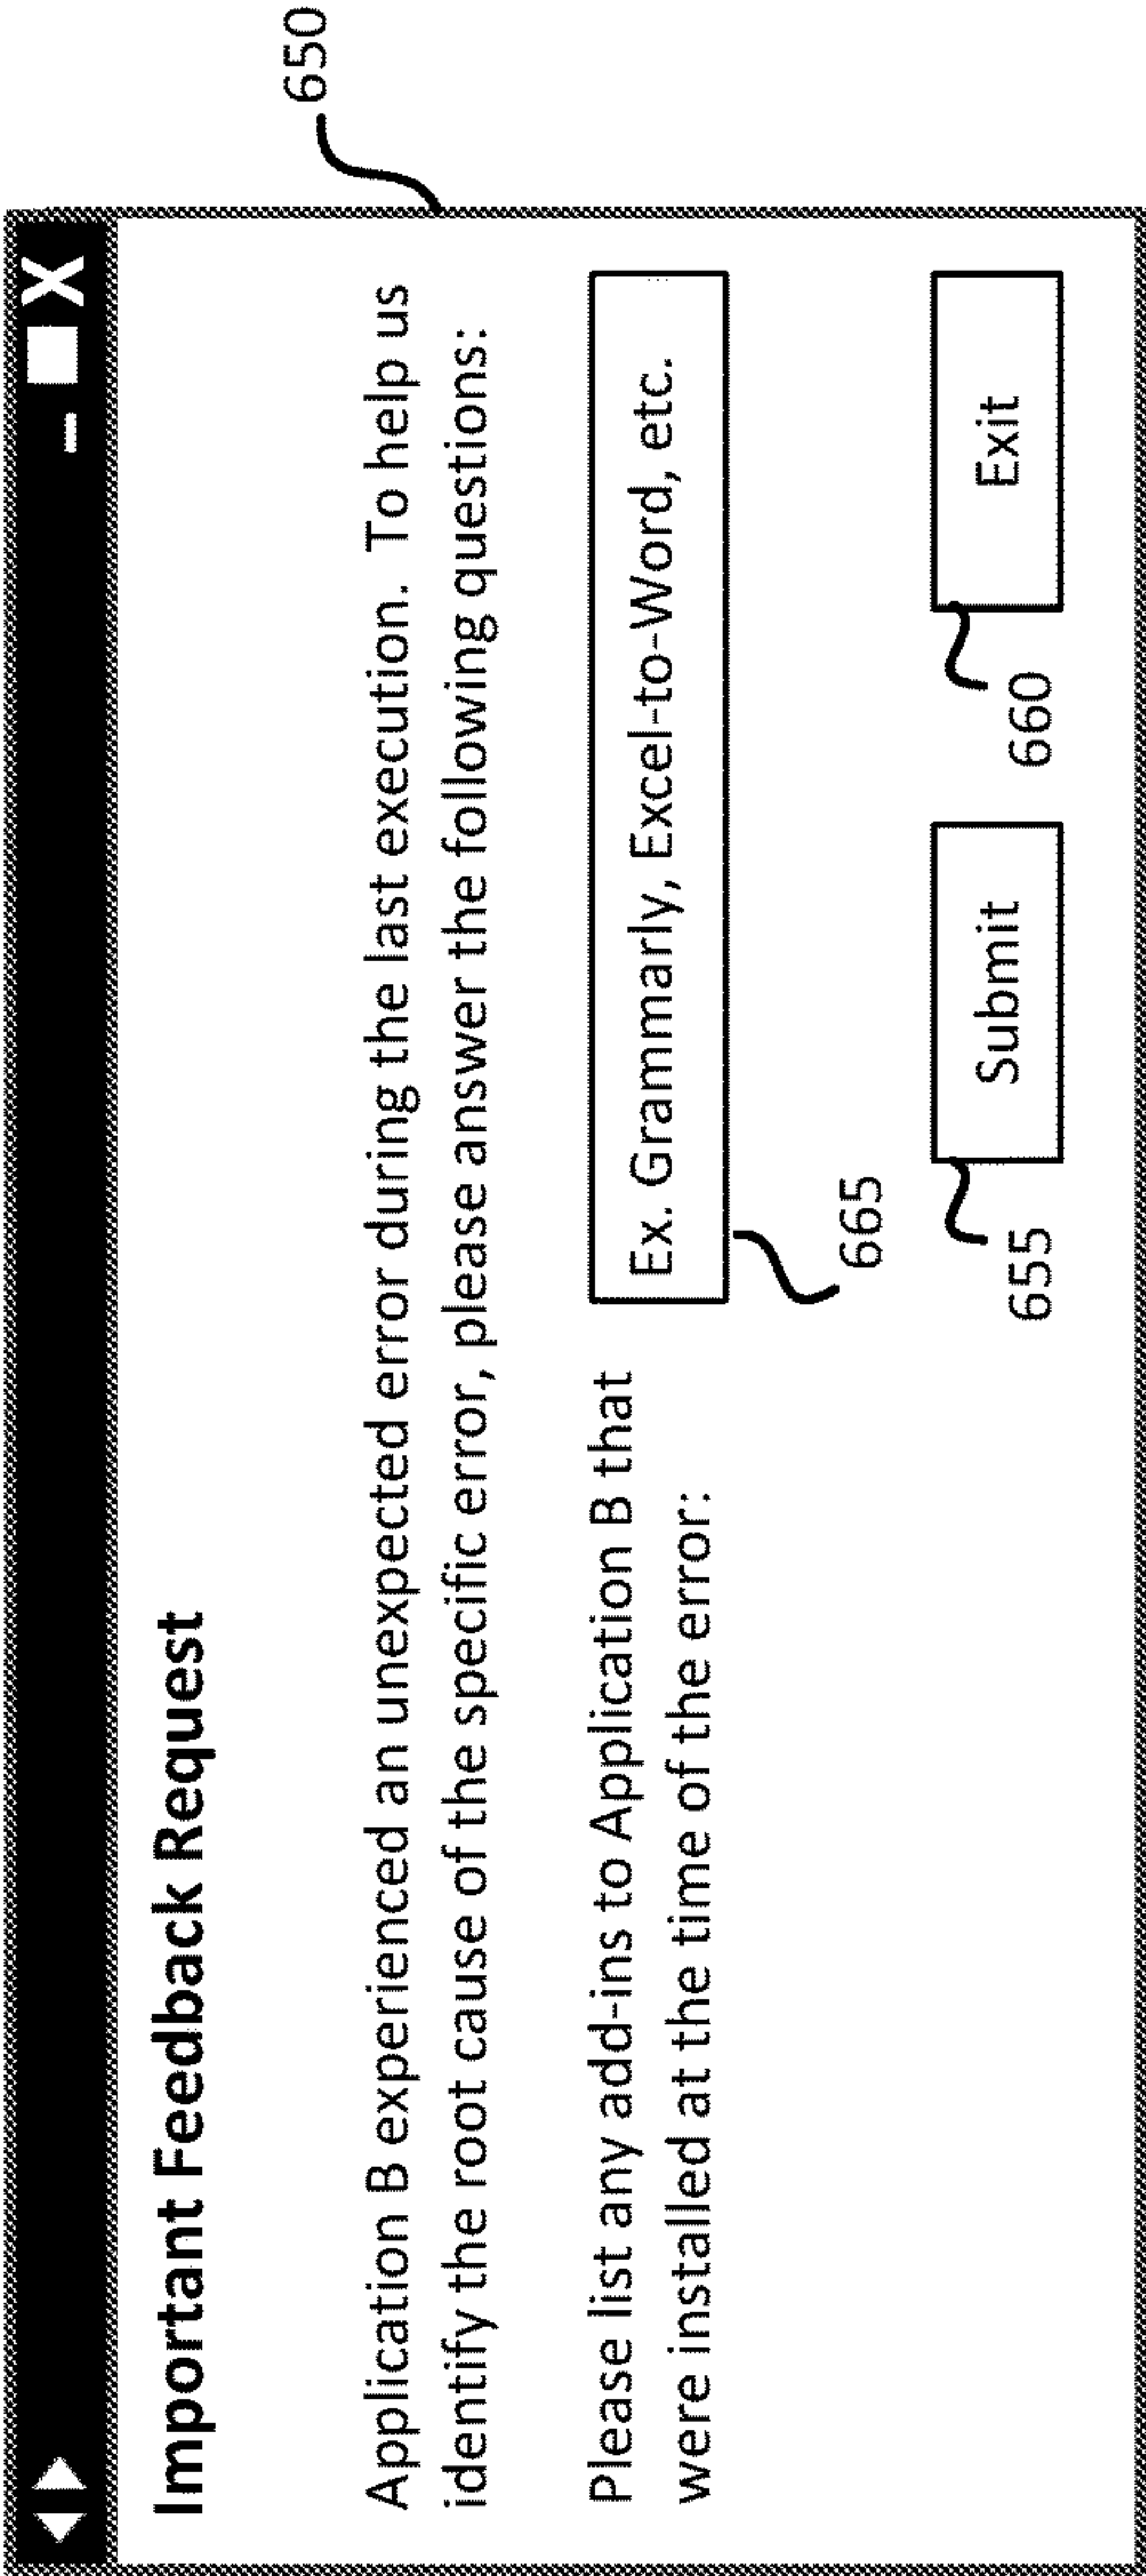 650
X
Important Feedback Request
Application B experienced an unexpected error during the last execution. To help us
identify the root cause of the specific error, please answer the following questions:
Please list any add-ins to Application B that
were installed at the time of the error:
Ex. Grammarly, Excel-to-Word, etc.
665
655
Submit
660
Exit